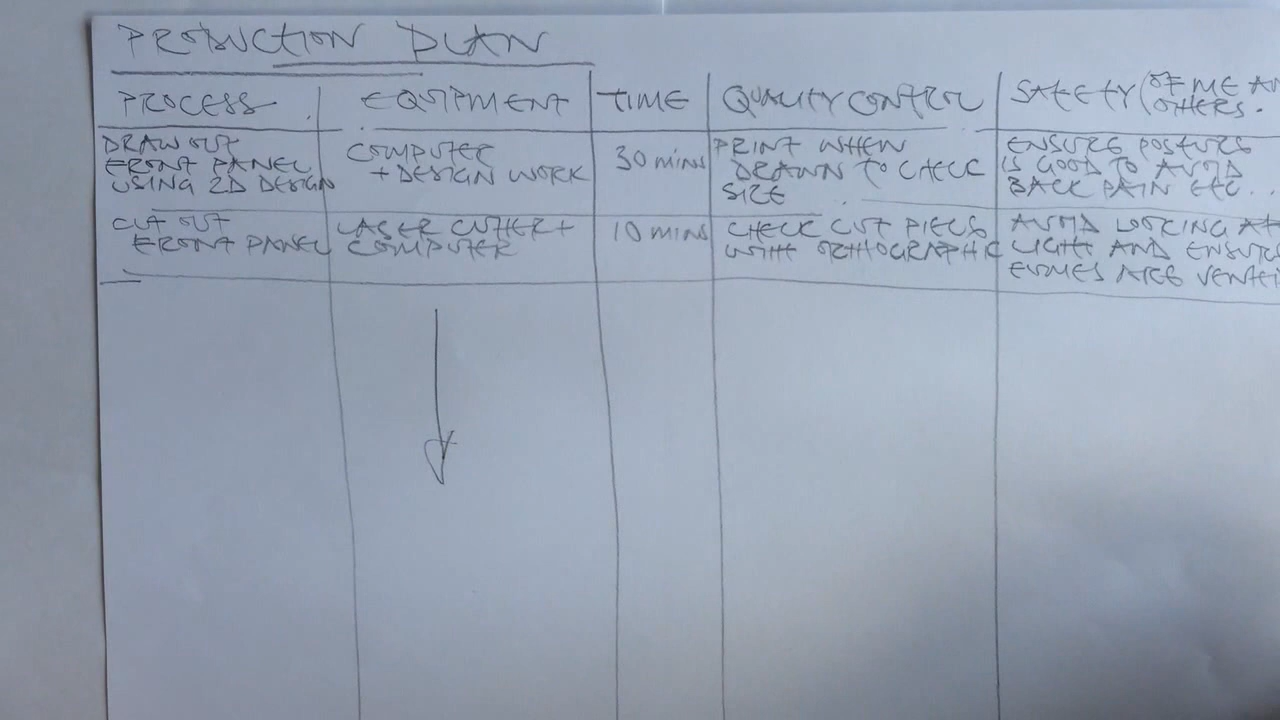 PRODUCTION PLAN
PROCESS EQUIPMENT TIME QUALITY CONTROL SAFETY (OF ME AN
OTHERS.
DRAW OUT
FRONT PANEL
USING 2D DESIGN
COMPUTER
+ DESIGN WORK
30 mins
PRINT WHEN
DRAWN TO CHECK
SIZE
ENSURE POSTURE
IS GOOD TO AVOID
BACK PAIN ETC...
CUT OUT
FRONT PANEL
LASER CUTTER +
COMPUTER
10 mins
CHECK CUT PIECES
WITH ORTHOGRAPHIC
AVOID LOOKING AT
LIGHT AND ENSURE
FUMES ARE VENTE